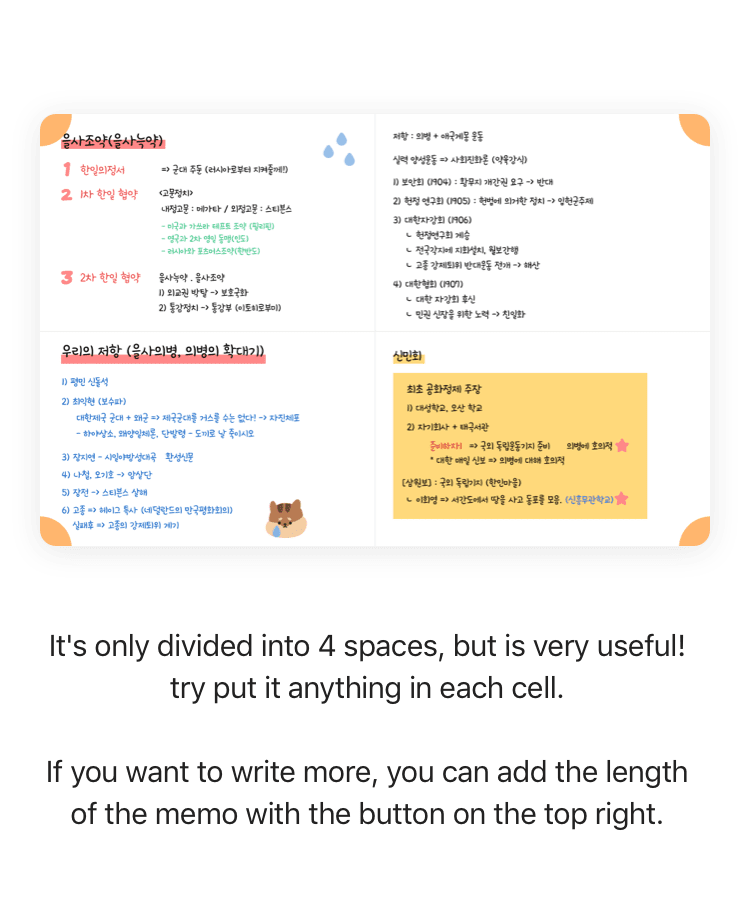 을사조약(을사늑약)
1 한일의정서 => 군대 주둔 (러시아로부터 지켜줄께!)
2 1차 한일 협약 <고문정치>
내정고문 : 메가타 / 외정고문 : 스티븐스
- 미국과 가쓰라 태프트 조약 (필리핀)
- 영국과 2차 영일 동맹(인도)
- 러시아와 포츠머스조약(한반도)
3 2차 한일 협약 을사늑약 . 을사조약
1) 외교권 박탈 -> 보호국화
2) 통감정치 -> 통감부 (이토히로부미)
저항 : 의병 + 애국계몽 운동
실력 양성운동 => 사회진화론 (약육강식)
1) 보안회 (1904) : 황무지 개간권 요구 -> 반대
2) 헌정 연구회 (1905) : 헌법에 의거한 정치 -> 입헌군주제
3) 대한자강회 (1906)
ㄴ 헌정연구회 계승
ㄴ 전국각지에 지회설치, 월보간행
ㄴ 고종 강제퇴위 반대운동 전개 -> 해산
4) 대한협회 (1907)
ㄴ 대한 자강회 후신
ㄴ 민권 신장을 위한 노력 -> 친일화
우리의 저항 (을사의병, 의병의 확대기)
1) 평민 신돌석
2) 최익현 (보수파)
대한제국 군대 + 왜군 => 제국군대를 거스를 수는 없다! -> 자진체포
- 하야상소, 왜양일체론, 단발령 - 도끼로 날 죽이시오
3) 장지연 - 시일야방성대곡 황성신문
4) 나철, 오기호 -> 암살단
5) 장전 -> 스티븐스 살해
6) 고종 => 헤이그 특사 (네덜란드의 만국평화회의)
실패후 => 고종의 강제퇴위 계기
신민회
최초 공화정체 주장
1) 대성학교, 오산 학교
2) 자기회사 + 태극서관
준비하자! => 국외 독립운동기지 준비 의병에 호의적
* 대한 매일 신보 => 의병에 대해 호의적
[삼원보] : 국외 독립기지 (한인마을)
ㄴ 이회영 => 서간도에서 땅을 사고 동포를 모음. (신흥무관학교)
It's only divided into 4 spaces, but is very useful!
try put it anything in each cell.
If you want to write more, you can add the length
of the memo with the button on the top right.